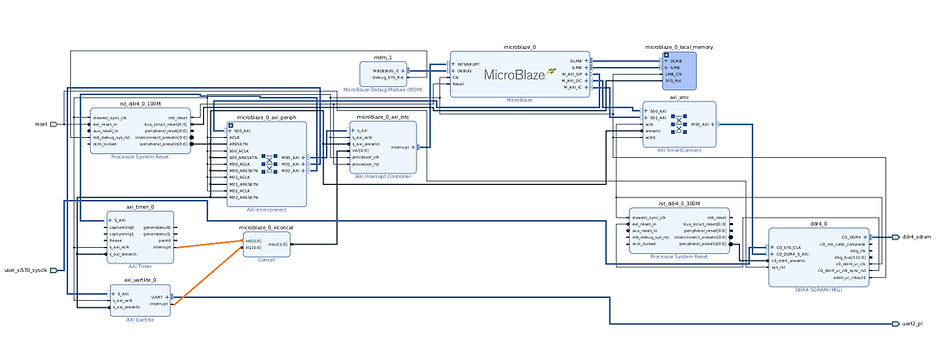 microblaze_0
microblaze_0_local_memory
mdm_1
MBDEBUG_0
Debug_SYS_Rst
MicroBlaze Debug Module (MDM)
INTERRUPT
DEBUG
Clk
Reset
MicroBlaze
DLMB
ILMB
M_AXI_DP
M_AXI_DC
M_AXI_IC
MicroBlaze
DLMB
ILMB
LMB_Clk
SYS_Rst
axi_smc
S00_AXI
S01_AXI
aclk
aresetn
aclk1
M00_AXI
AXI SmartConnect
rst_ddr4_0_100M
slowest_sync_clk
ext_reset_in
aux_reset_in
mb_debug_sys_rst
dcm_locked
mb_reset
bus_struct_reset[0:0]
peripheral_reset[0:0]
interconnect_aresetn[0:0]
peripheral_aresetn[0:0]
Processor System Reset
reset
microblaze_0_axi_periph
S00_AXI
ACLK
ARESETN
S00_ACLK
S00_ARESETN
M00_ACLK
M00_ARESETN
M01_ACLK
M01_ARESETN
M02_ACLK
M02_ARESETN
M00_AXI
M01_AXI
M02_AXI
AXI Interconnect
microblaze_0_axi_intc
s_axi
s_axi_aclk
s_axi_aresetn
intr[1:0]
processor_clk
processor_rst
interrupt
AXI Interrupt Controller
axi_timer_0
S_AXI
capturetrig0
capturetrig1
freeze
s_axi_aclk
s_axi_aresetn
generateout0
generateout1
pwm0
interrupt
AXI Timer
microblaze_0_xlconcat
In0[0:0]
In1[0:0]
dout[1:0]
Concat
rst_ddr4_0_300M
slowest_sync_clk
ext_reset_in
aux_reset_in
mb_debug_sys_rst
dcm_locked
mb_reset
bus_struct_reset[0:0]
peripheral_reset[0:0]
interconnect_aresetn[0:0]
peripheral_aresetn[0:0]
Processor System Reset
ddr4_0
C0_SYS_CLK
C0_DDR4_S_AXI
c0_ddr4_aresetn
sys_rst
C0_DDR4
c0_init_calib_complete
dbg_clk
dbg_bus[511:0]
c0_ddr4_ui_clk
c0_ddr4_ui_clk_sync_rst
addn_ui_clkout1
DDR4 SDRAM (MIG)
ddr4_sdram
user_si570_sysclk
axi_uartlite_0
S_AXI
s_axi_aclk
s_axi_aresetn
UART
interrupt
AXI Uartlite
uart2_pl